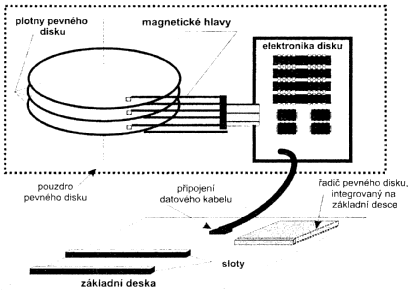 plotny pevného
disku
magnetické hlavy
elektronika disku
pouzdro
pevného disku
připojení
datového kabelu
řadič pevného disku,
integrovaný na
základní desce
sloty
základní deska